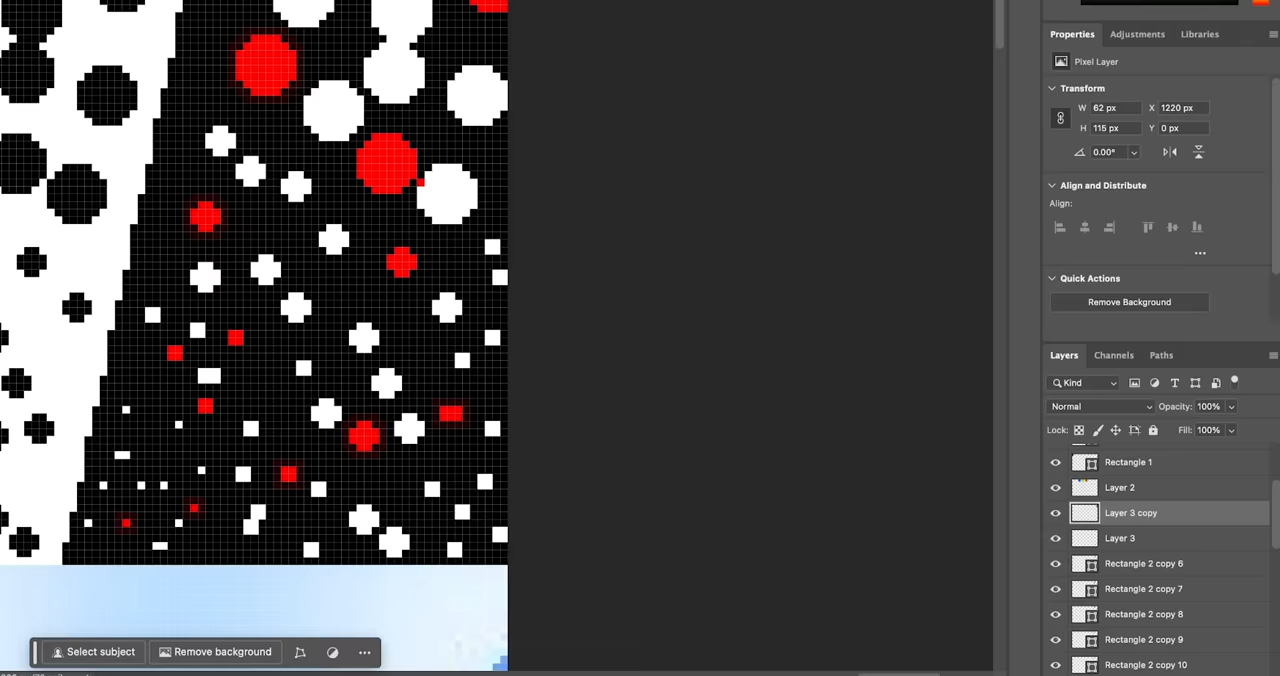 Properties Adjustments Libraries
Pixel Layer
Transform
W 62 px X 1220 px
H 115 px Y 0 px
0.00°
Align and Distribute
Align:
Quick Actions
Remove Background
Layers Channels Paths
Kind
Normal Opacity: 100%
Lock: Fill: 100%
Rectangle 1
Layer 2
Layer 3 copy
Layer 3
Rectangle 2 copy 6
Rectangle 2 copy 7
Rectangle 2 copy 8
Rectangle 2 copy 9
Rectangle 2 copy 10
Select subject Remove background